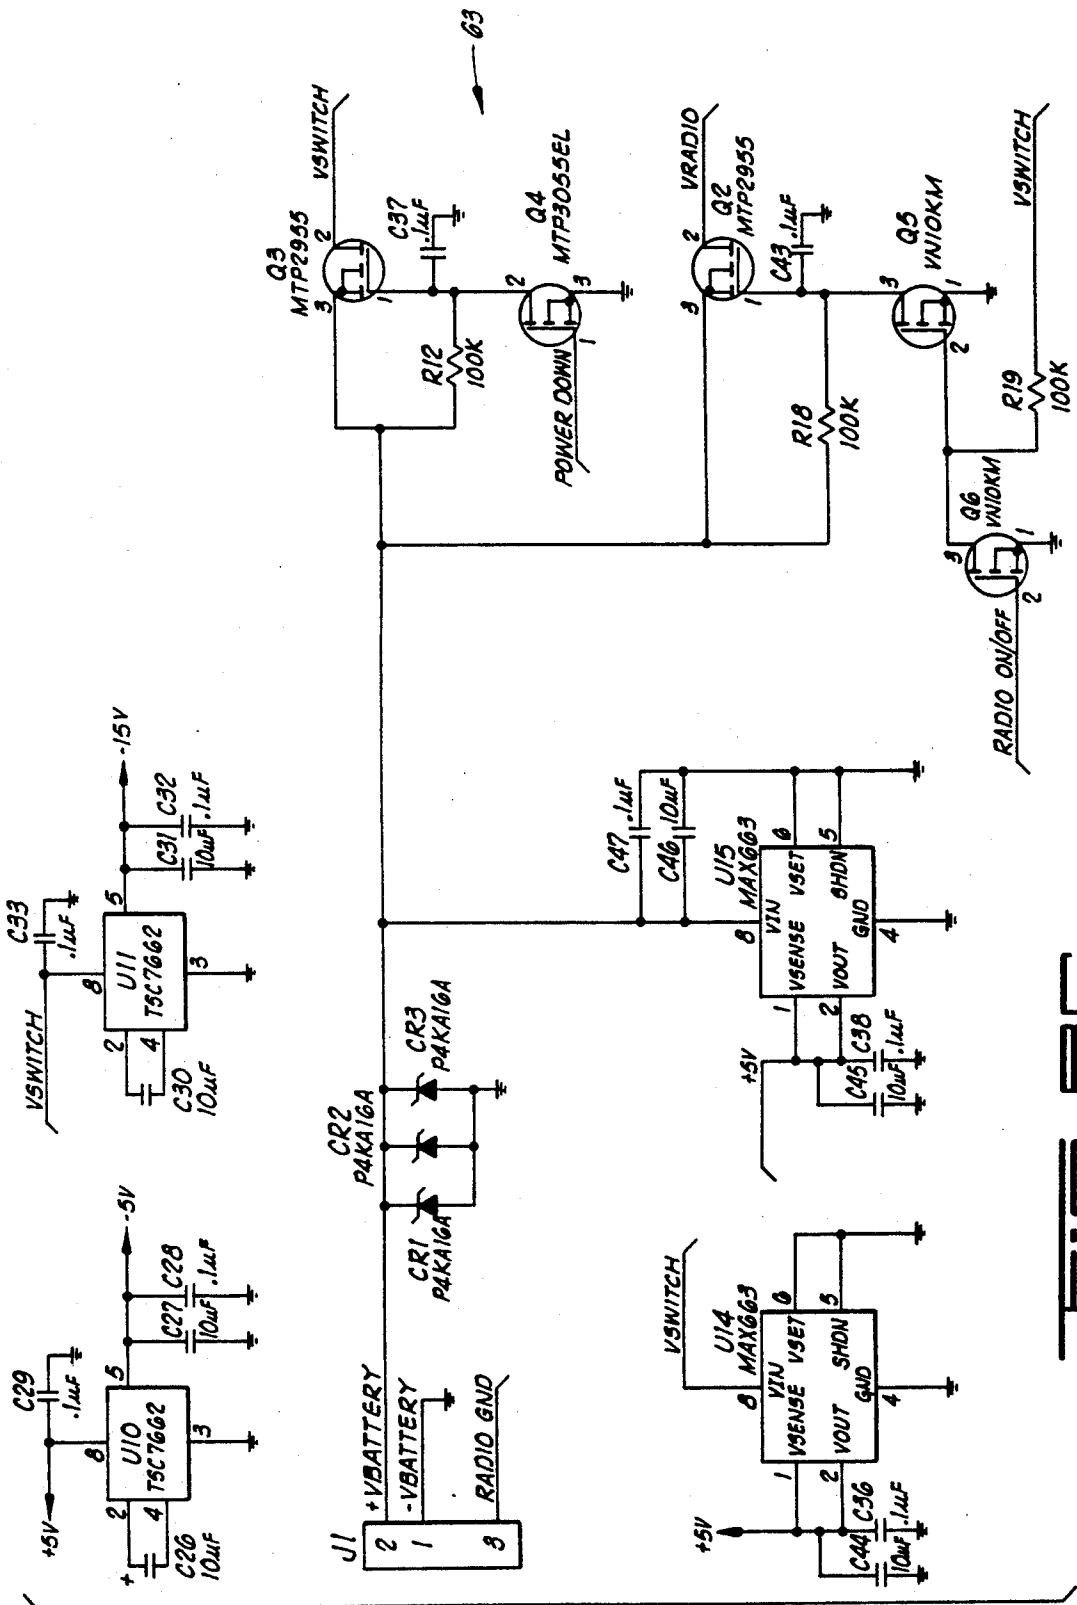 C29
.1uF
+5V
8
U10
TSC7662
2
4
5
3
+
C26
10uF
-5V
C27
10uF
C28
.1uF
C33
.1uF
VSWITCH
8
U11
TSC7662
2
4
5
3
C30
10uF
-15V
C31
10uF
C32
.1uF
J1
2
1
3
+VBATTERY
-VBATTERY
RADIO GND
CR1
P4KA16A
CR2
P4KA16A
CR3
P4KA16A
Q3
MTP2955
3
2
1
VSWITCH
63
C37
.1uF
R12
100K
Q4
MTP3055EL
2
3
1
POWER DOWN
VRADIO
Q2
MTP2955
3
2
1
C43
.1uF
R18
100K
Q5
VN10KM
3
1
2
VSWITCH
R19
100K
Q6
VN10KM
3
1
2
RADIO ON/OFF
VSWITCH
U14
MAX663
8
VIN
VSENSE
VSET
VOUT
SHDN
GND
1
2
6
5
4
+5V
C44
10uF
C36
.1uF
C47
.1uF
C46
10uF
U15
MAX663
8
VIN
VSENSE
VSET
VOUT
SHDN
GND
1
2
6
5
4
+5V
C45
10uF
C38
.1uF